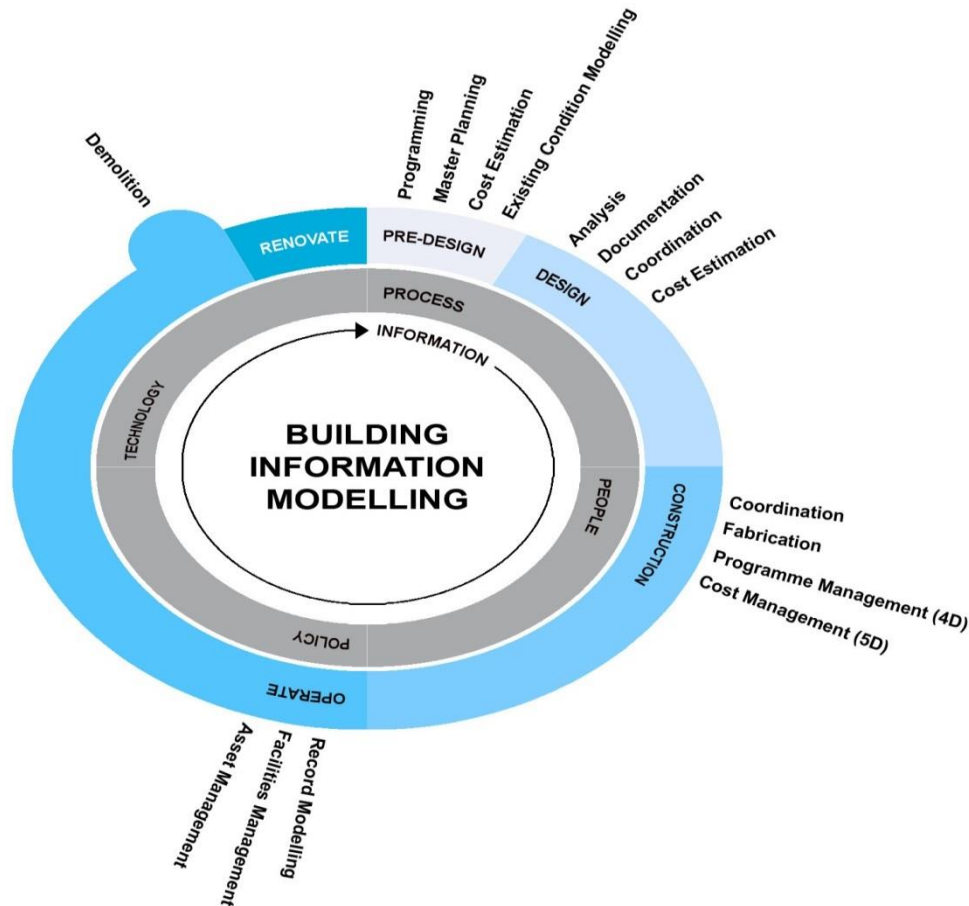 Demolition
RENOVATE
PRE-DESIGN
Programming
Master Planning
Cost Estimation
Existing Condition Modelling
DESIGN
Analysis
Documentation
Coordination
Cost Estimation
CONSTRUCTION
Coordination
Fabrication
Programme Management (4D)
Cost Management (5D)
OPERATE
Record Modelling
Facilities Management
Asset Management
PROCESS
PEOPLE
POLICY
TECHNOLOGY
INFORMATION
BUILDING
INFORMATION
MODELLING